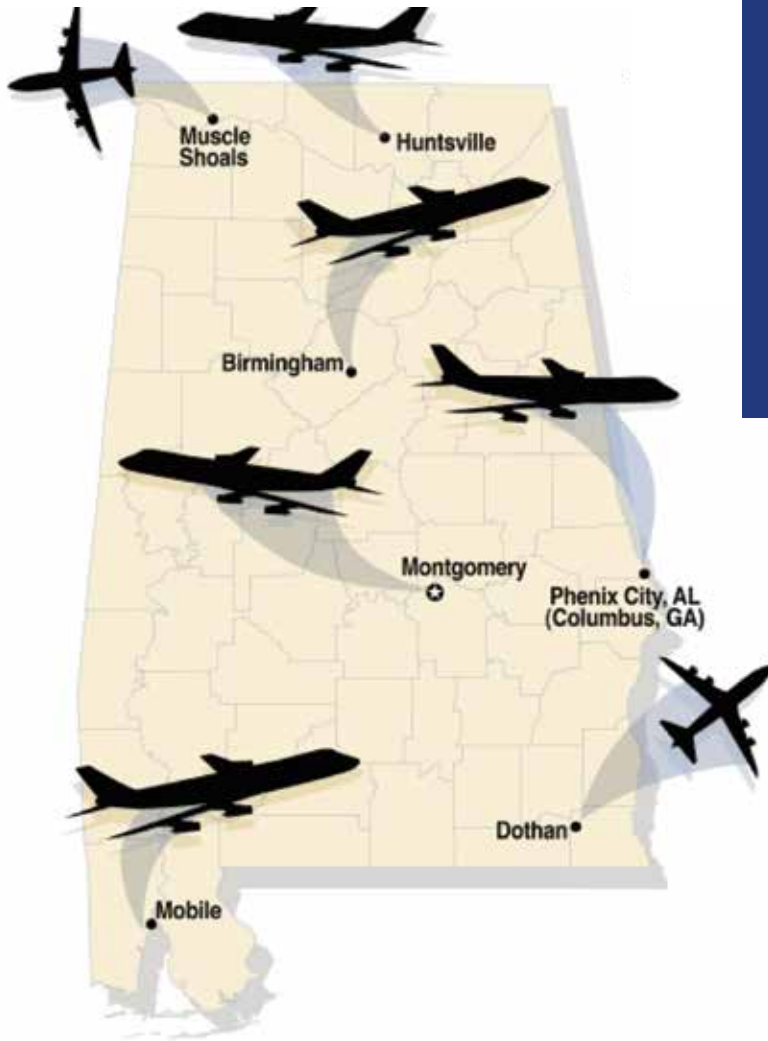 Muscle
Shoals
Huntsville
Birmingham
Montgomery
Phenix City, AL
(Columbus, GA)
Dothan
Mobile